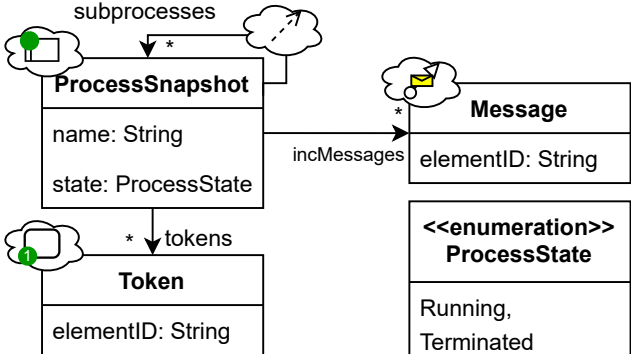 subprocesses
*
ProcessSnapshot
name: String
state: ProcessState
incMessages
*
Message
elementID: String
* tokens
1
Token
elementID: String
<<enumeration>>
ProcessState
Running,
Terminated